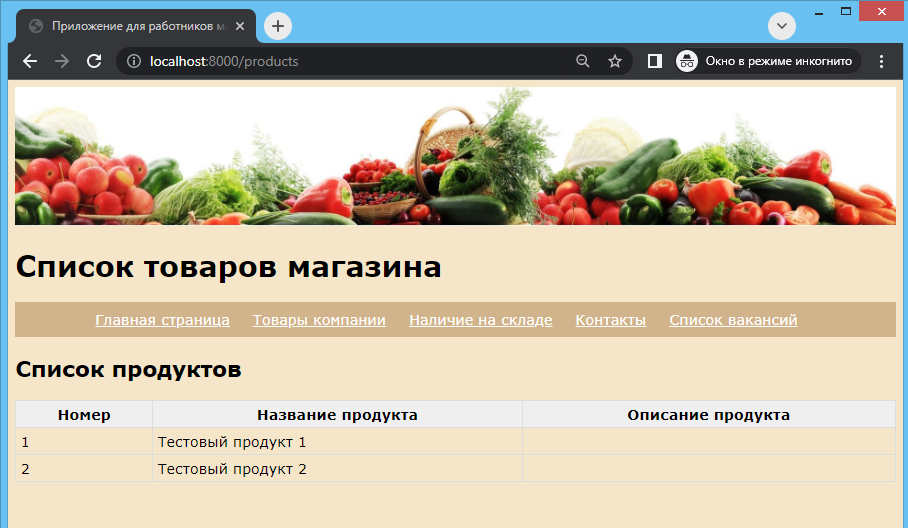 Приложение для работников м
localhost:8000/products
Окно в режиме инкогнито
Список товаров магазина
Главная страница Товары компании Наличие на складе Контакты Список вакансий
Список продуктов
Номер Название продукта Описание продукта
1 Тестовый продукт 1
2 Тестовый продукт 2